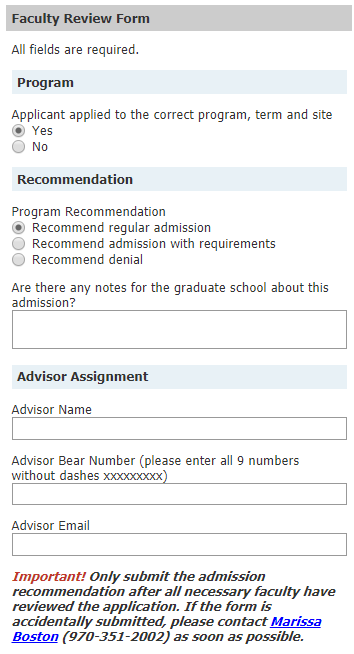 Faculty Review Form
All fields are required.
Program
Applicant applied to the correct program, term and site
Yes
No
Recommendation
Program Recommendation
Recommend regular admission
Recommend admission with requirements
Recommend denial
Are there any notes for the graduate school about this
admission?
Advisor Assignment
Advisor Name
Advisor Bear Number (please enter all 9 numbers
without dashes xxxxxxxxx)
Advisor Email
Important! Only submit the admission
recommendation after all necessary faculty have
reviewed the application. If the form is
accidentally submitted, please contact Marissa
Boston (970-351-2002) as soon as possible.